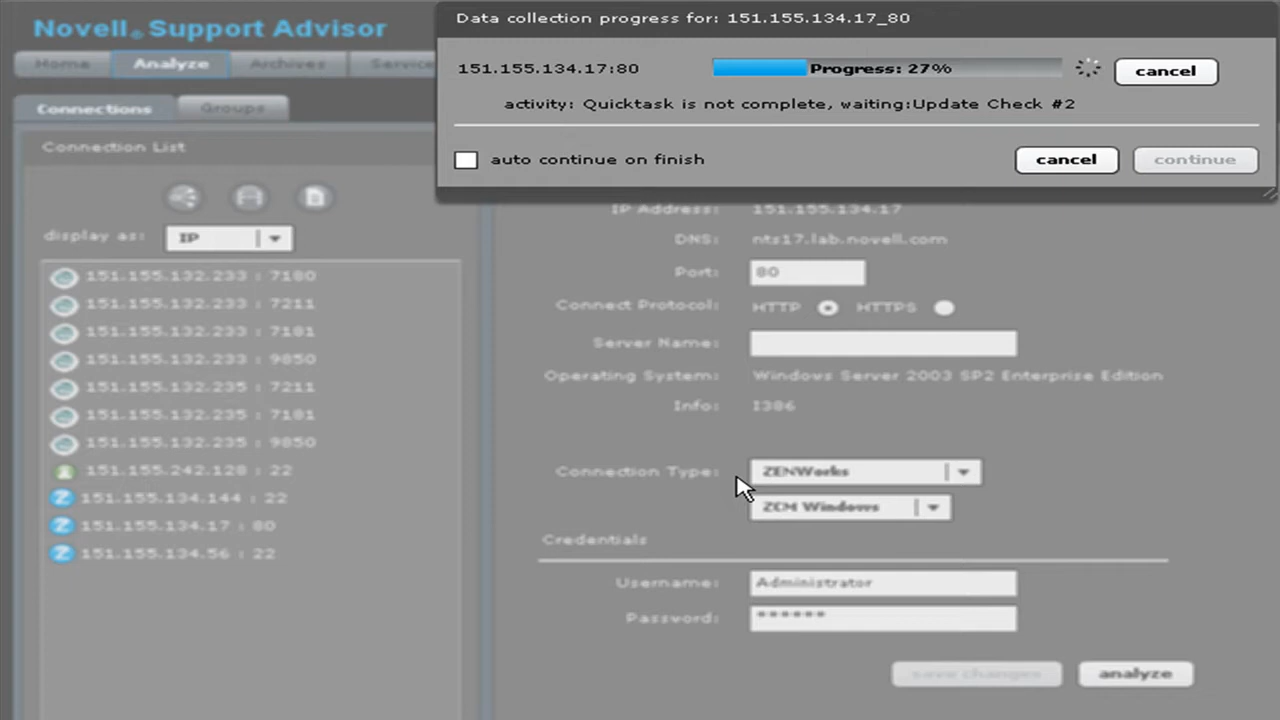 Novell® Support Advisor
Home
Analyze
Archives
Service
Connections
Groups
Connection List
display as:
IP
151.155.132.233 : 7180
151.155.132.233 : 7211
151.155.132.233 : 7181
151.155.132.233 : 9850
151.155.132.235 : 7211
151.155.132.235 : 7181
151.155.132.235 : 9850
151.155.242.128 : 22
151.155.134.144 : 22
151.155.134.17 : 80
151.155.134.56 : 22
Data collection progress for: 151.155.134.17_80
151.155.134.17:80
Progress: 27%
cancel
activity: Quicktask is not complete, waiting:Update Check #2
auto continue on finish
cancel
continue
IP Address: 151.155.134.17
DNS: nts17.lab.novell.com
Port: 80
Connect Protocol: HTTP HTTPS
Server Name:
Operating System: Windows Server 2003 SP2 Enterprise Edition
Info: I386
Connection Type: ZENWorks
ZCM Windows
Credentials
Username: Administrator
Password: ******
save changes
analyze